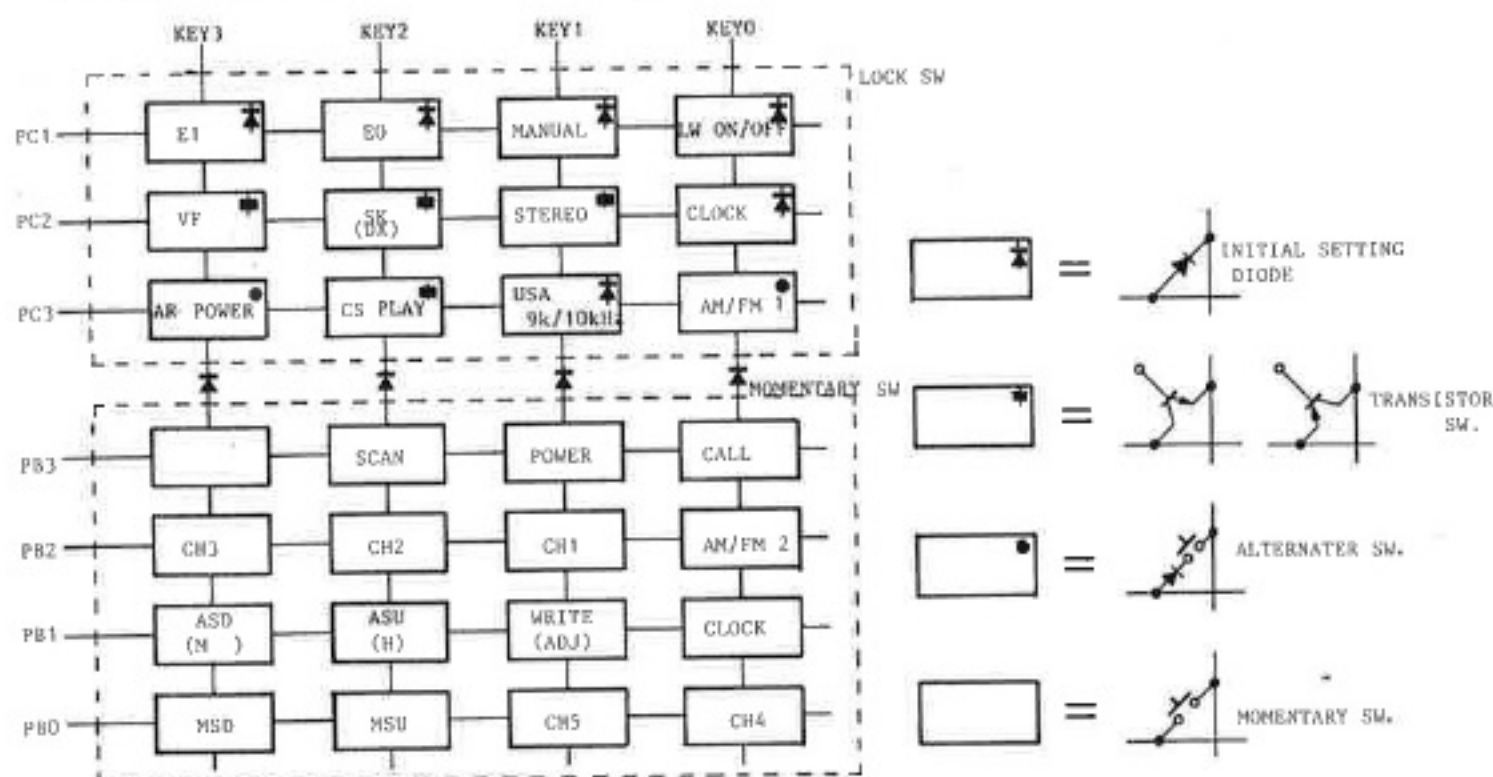 KEY3 KEY2 KEY1 KEY0
LOCK SW
PC1 E1 E0 MANUAL LW ON/OFF
PC2 VF SK STEREO CLOCK
(DX)
PC3 AR POWER CS PLAY USA AM/FM 1
9k/10kHz
MOMENTARY SW
PB3 SCAN POWER CALL
PB2 CH3 CH2 CH1 AM/FM 2
PB1 ASD ASU WRITE CLOCK
(M ) (H) (ADJ)
PB0 MSD MSU CH5 CH4
= INITIAL SETTING
DIODE
= TRANSISTOR
SW.
= ALTERNATER SW.
= MOMENTARY SW.